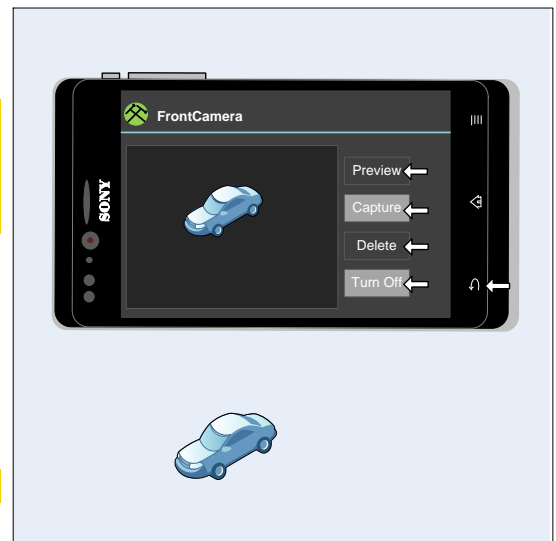 FrontCamera
SONY
Preview
Capture
Delete
Turn Off